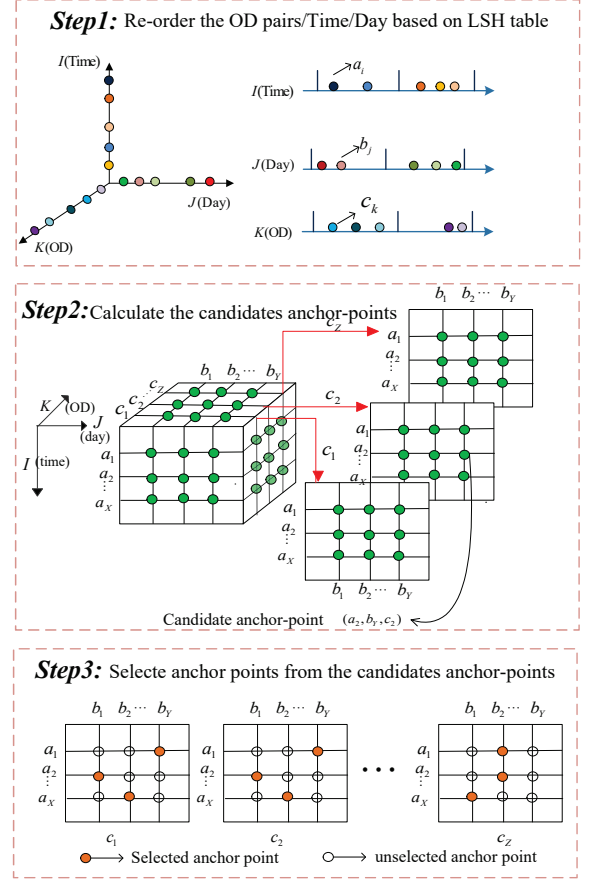 Step1: Re-order the OD pairs/Time/Day based on LSH table
I(Time)
J(Day)
K(OD)
I(Time)
a_i
J(Day)
b_j
K(OD)
c_k
Step2: Calculate the candidates anchor-points
b_1 b_2 ⋯ b_Y
c_Z
a_1
a_2
⋮
a_X
b_1 b_2 ⋯ b_Y
c_1 c_2 ⋯ c_Z
K (OD)
J (day)
I (time)
a_1
a_2
⋮
a_X
c_2
a_1
a_2
⋮
a_X
c_1
a_1
a_2
⋮
a_X
b_1 b_2 ⋯ b_Y
Candidate anchor-point (a_2, b_Y, c_2)
Step3: Selecte anchor points from the candidates anchor-points
b_1 b_2 ⋯ b_Y b_1 b_2 ⋯ b_Y b_1 b_2 ⋯ b_Y
a_1 a_1 a_1
a_2 a_2 ⋯ a_2
⋮ ⋮ ⋮
a_X a_X a_X
c_1 c_2 c_Z
Selected anchor point unselected anchor point